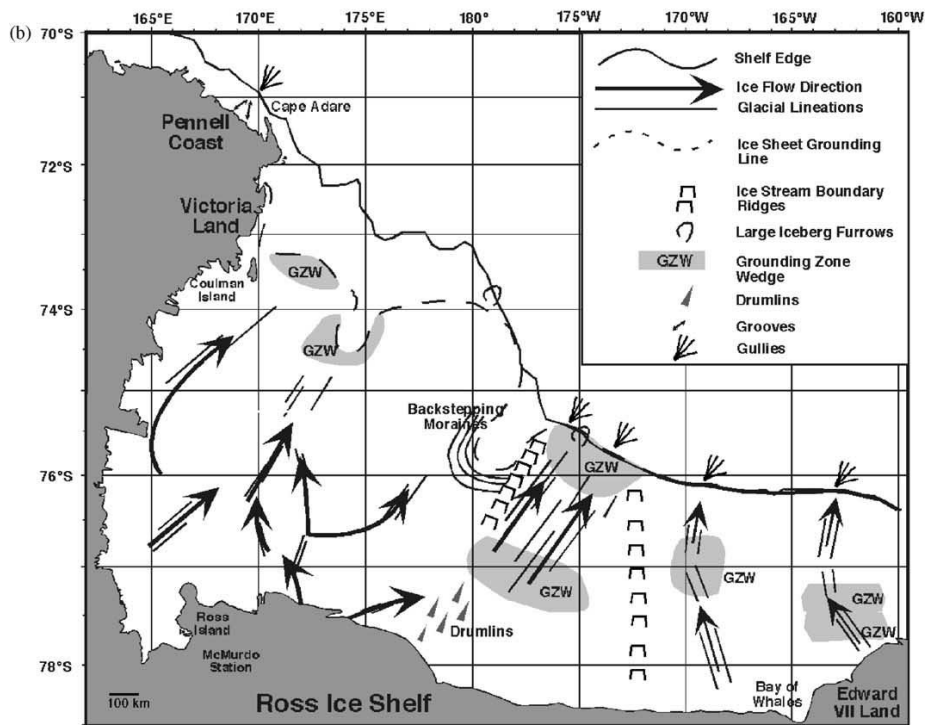 (b)
165°E 170°E 175°E 180°E 175°W 170°W 165°W 160°W
70°S
72°S
74°S
76°S
78°S
Shelf Edge
Ice Flow Direction
Glacial Lineations
Ice Sheet Grounding
Line
Ice Stream Boundary
Ridges
Large Iceberg Furrows
GZW
Grounding Zone
Wedge
Drumlins
Grooves
Gullies
Cape Adare
Pennell
Coast
Victoria
Land
GZW
Coulman
Island
GZW
Backstepping
Moraines
GZW
GZW
GZW
GZW
GZW
Ross
Island
Drumlins
McMurdo
Station
Bay of
Whales
Edward
VII Land
Ross Ice Shelf
100 km